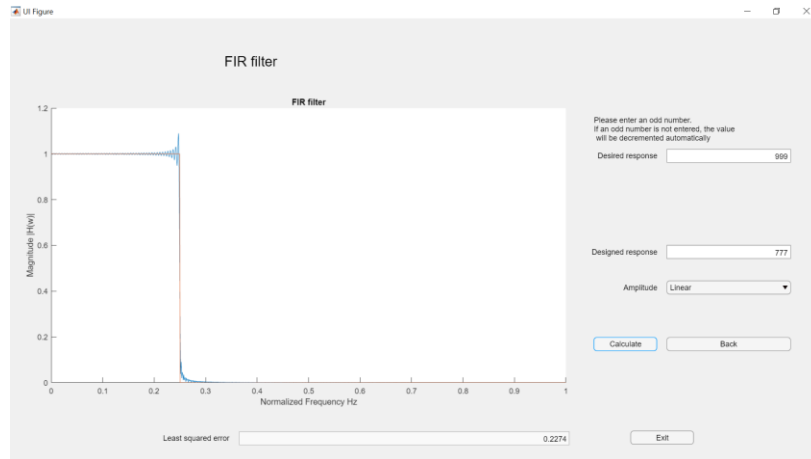 UI Figure
FIR filter
FIR filter
1.2
1
0.8
0.6
0.4
0.2
0
Magnitude |H(w)|
0 0.1 0.2 0.3 0.4 0.5 0.6 0.7 0.8 0.9 1
Normalized Frequency Hz
Please enter an odd number.
If an odd number is not entered, the value
will be decremented automatically
Desired response 999
Designed response 777
Amplitude Linear
Calculate Back
Least squared error 0.2274 Exit